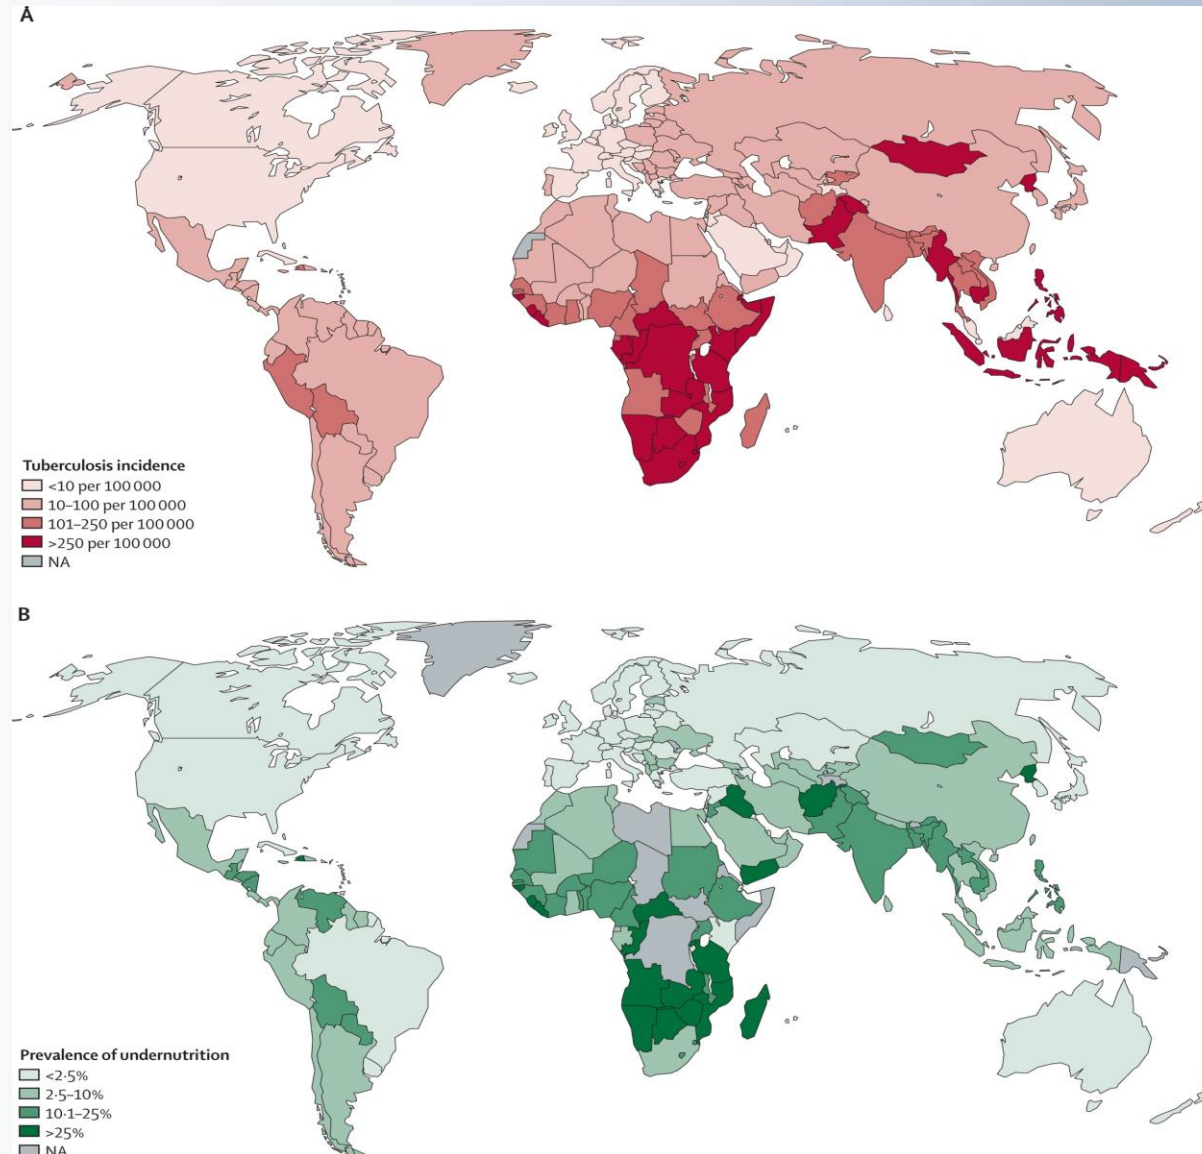 A
Tuberculosis incidence
<10 per 100 000
10–100 per 100 000
101–250 per 100 000
>250 per 100 000
NA
B
Prevalence of undernutrition
<2·5%
2·5–10%
10·1–25%
>25%
NA